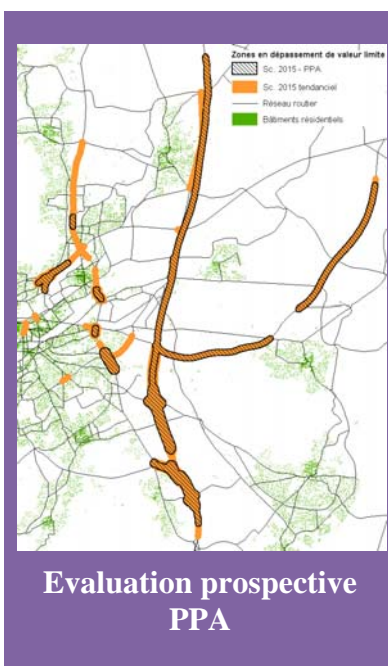 Zones en dépassement de valeur limite
Sc. 2015 - PPA
Sc. 2015 tendanciel
Réseau routier
Bâtiments résidentiels
Evaluation prospective
PPA